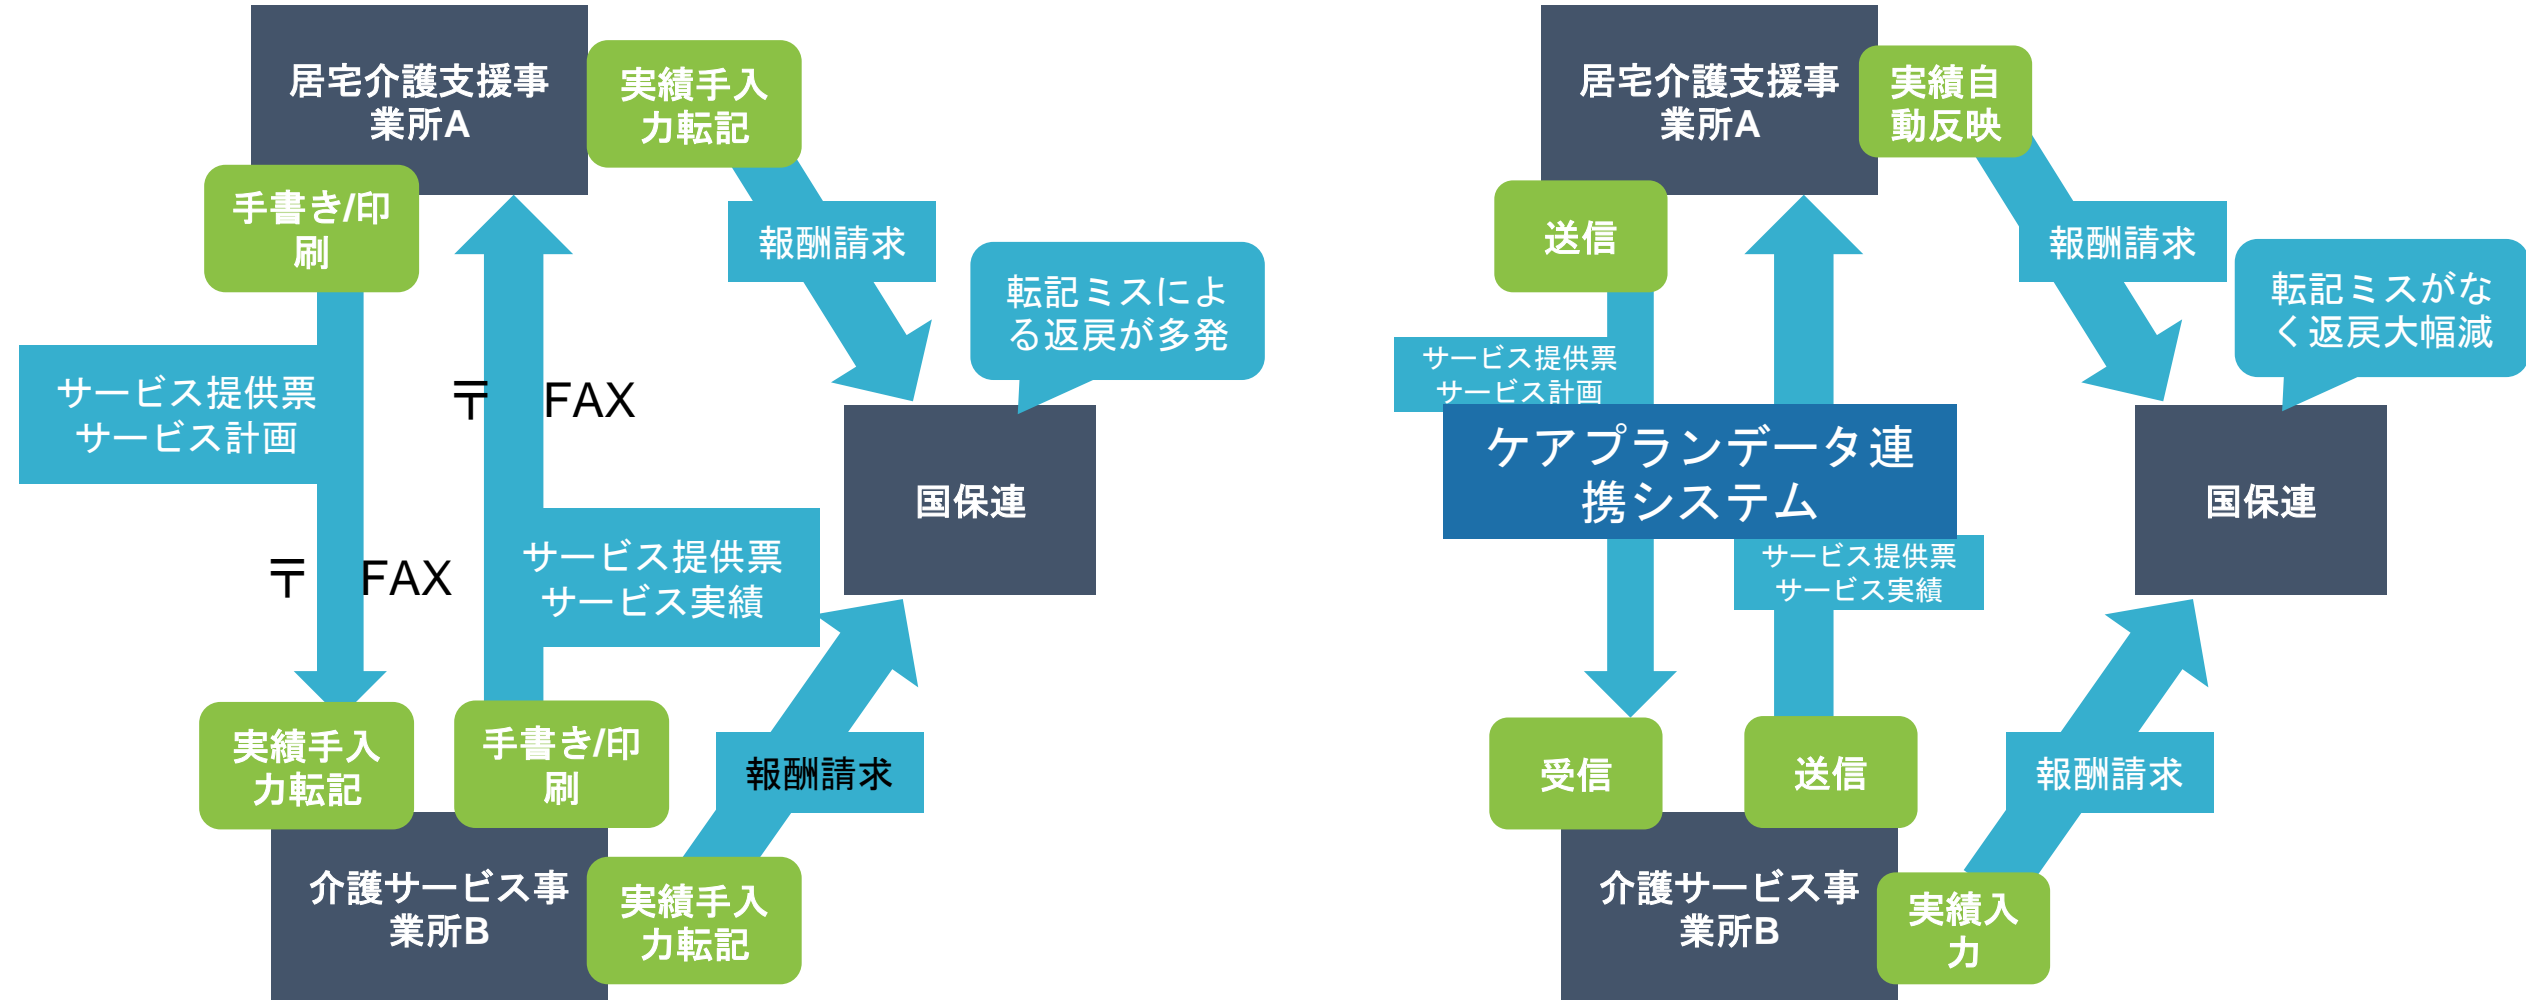 居宅介護支援事
業所A
実績手入
力転記
手書き/印
刷
報酬請求
転記ミスによ
る返戻が多発
サービス提供票
サービス計画
〒　FAX
国保連
〒　FAX
サービス提供票
サービス実績
実績手入
力転記
手書き/印
刷
報酬請求
介護サービス事
業所B
実績手入
力転記
居宅介護支援事
業所A
実績自
動反映
送信
報酬請求
転記ミスがな
く返戻大幅減
サービス提供票
サービス計画
ケアプランデータ連
携システム
国保連
サービス提供票
サービス実績
受信
送信
報酬請求
介護サービス事
業所B
実績入
力